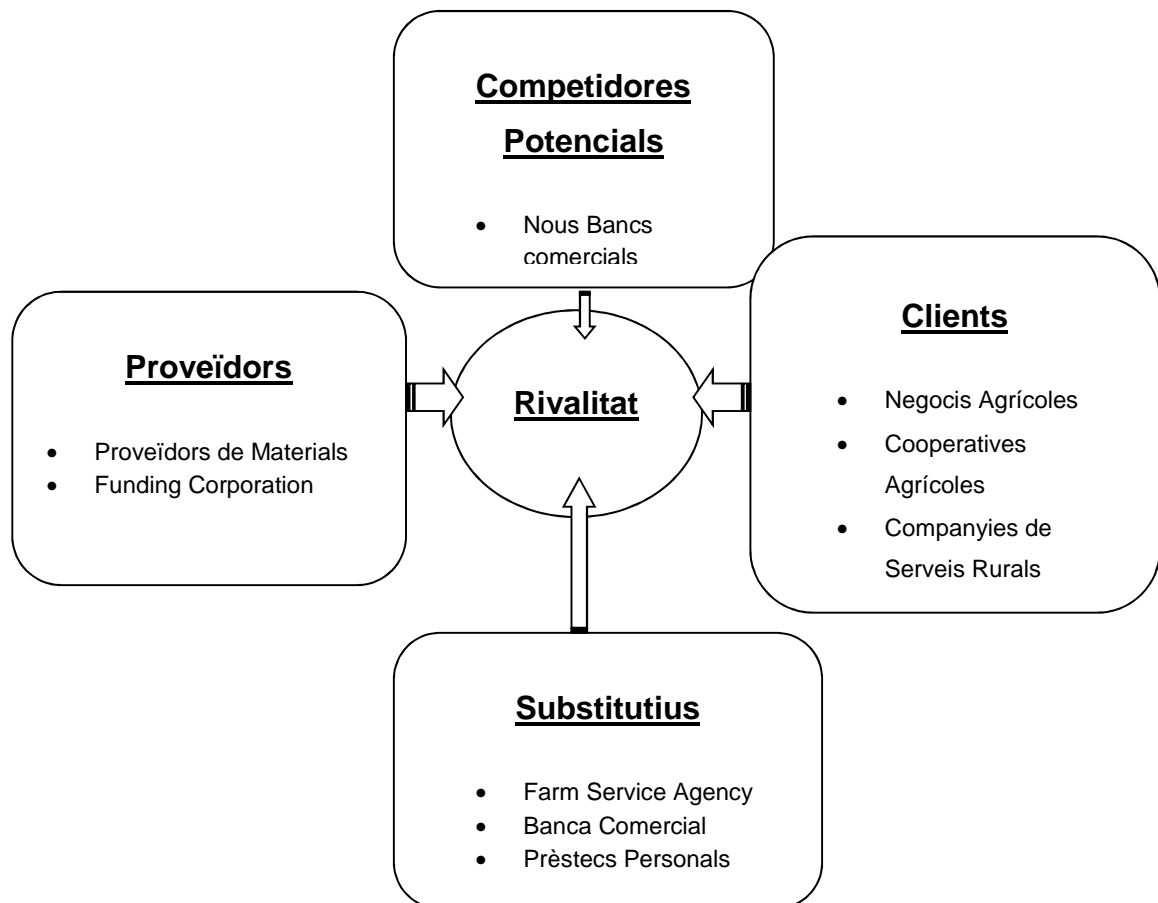 Competidores
Potencials
• Nous Bancs
comercials
Proveïdors
• Proveïdors de Materials
• Funding Corporation
Rivalitat
Clients
• Negocis Agrícoles
• Cooperatives
Agrícoles
• Companyies de
Serveis Rurals
Substitutius
• Farm Service Agency
• Banca Comercial
• Prèstecs Personals